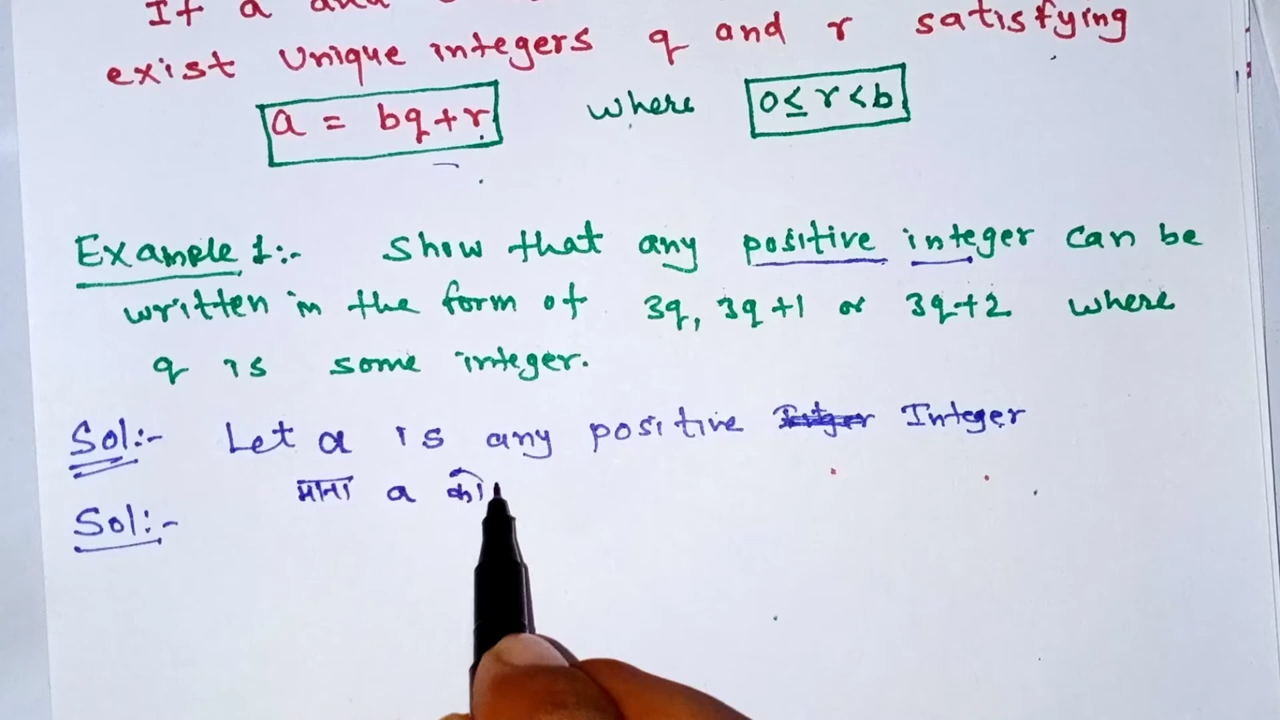 If a and
exist Unique integers q and r satisfying
a = bq+r where 0≤r<b
Example 1:- Show that any positive integer can be
written in the form of 3q, 3q+1 or 3q+2 where
q is some integer.
Sol:- Let a is any positive Integer
माना a को
Sol:-